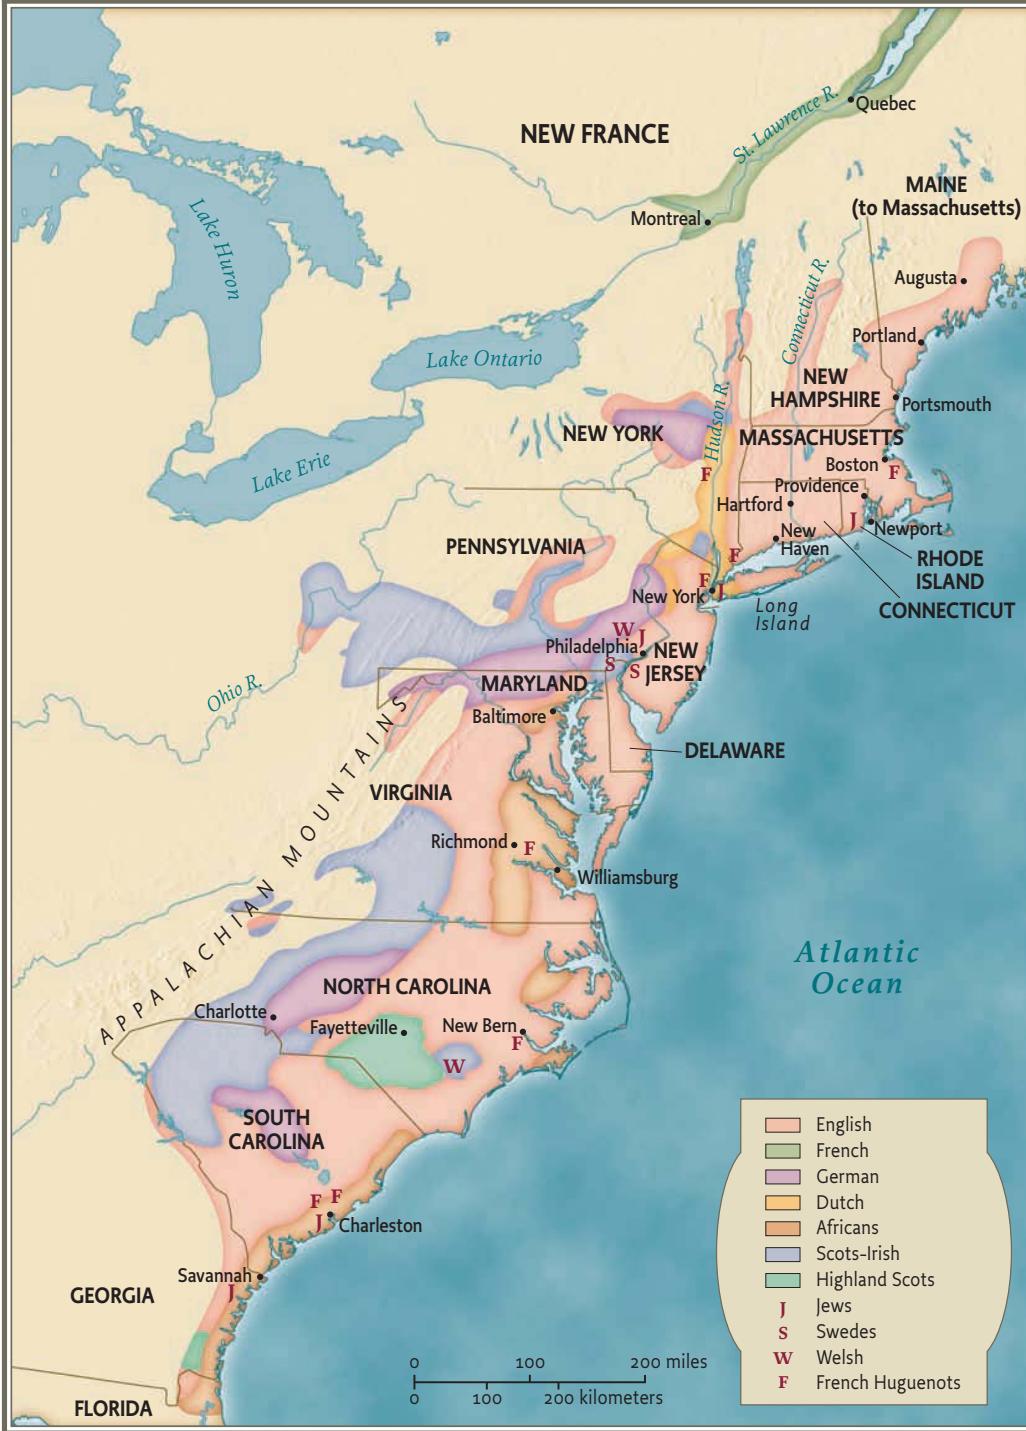 Quebec
St. Lawrence R.
NEW FRANCE
MAINE
(to Massachusetts)
Montreal
Lake Huron
Augusta
Connecticut R.
Portland
Lake Ontario
NEW
HAMPSHIRE
Hudson R.
Portsmouth
NEW YORK
MASSACHUSETTS
Boston
F
F
Lake Erie
Providence
Hartford
J
Newport
New
Haven
PENNSYLVANIA
F
RHODE
ISLAND
F
New York
J
CONNECTICUT
Long
Island
W
J
Philadelphia
NEW
JERSEY
S
S
MARYLAND
Ohio R.
Baltimore
DELAWARE
VIRGINIA
Richmond
F
Williamsburg
APPALACHIAN MOUNTAINS
Atlantic
Ocean
NORTH CAROLINA
Charlotte
Fayetteville
New Bern
F
W
SOUTH
CAROLINA
F
F
J
Charleston
Savannah
J
GEORGIA
FLORIDA
English
French
German
Dutch
Africans
Scots-Irish
Highland Scots
J Jews
S Swedes
W Welsh
F French Huguenots
0 100 200 miles
0 100 200 kilometers